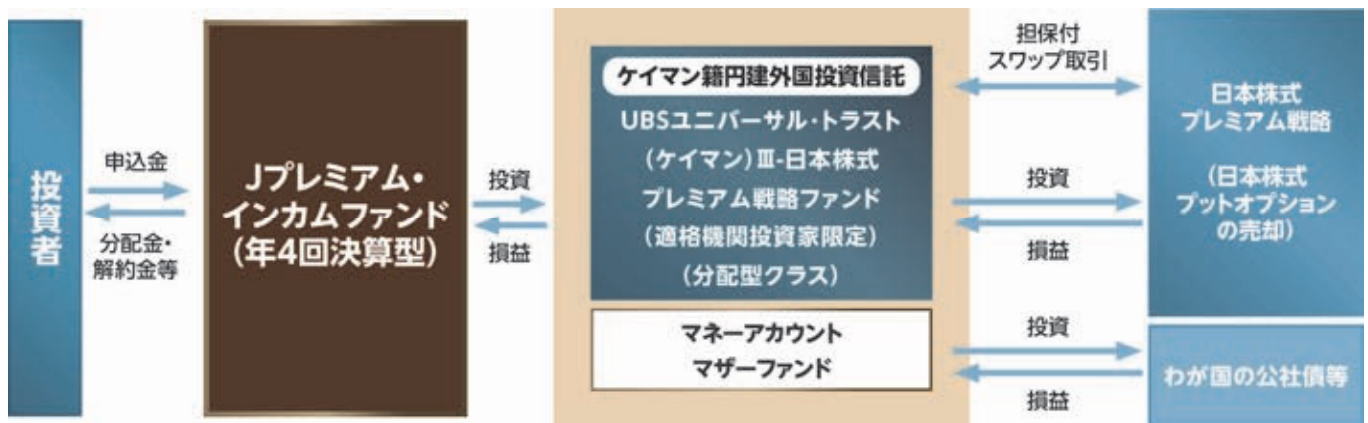 投資者
申込金
分配金・
解約金等
Jプレミアム・
インカムファンド
(年4回決算型)
投資
損益
ケイマン籍円建外国投資信託
UBSユニバーサル・トラスト
(ケイマン)Ⅲ-日本株式
プレミアム戦略ファンド
(適格機関投資家限定)
(分配型クラス)
マネーアカウント
マザーファンド
担保付
スワップ取引
投資
損益
投資
損益
日本株式
プレミアム戦略
(日本株式
プットオプション
の売却)
わが国の公社債等